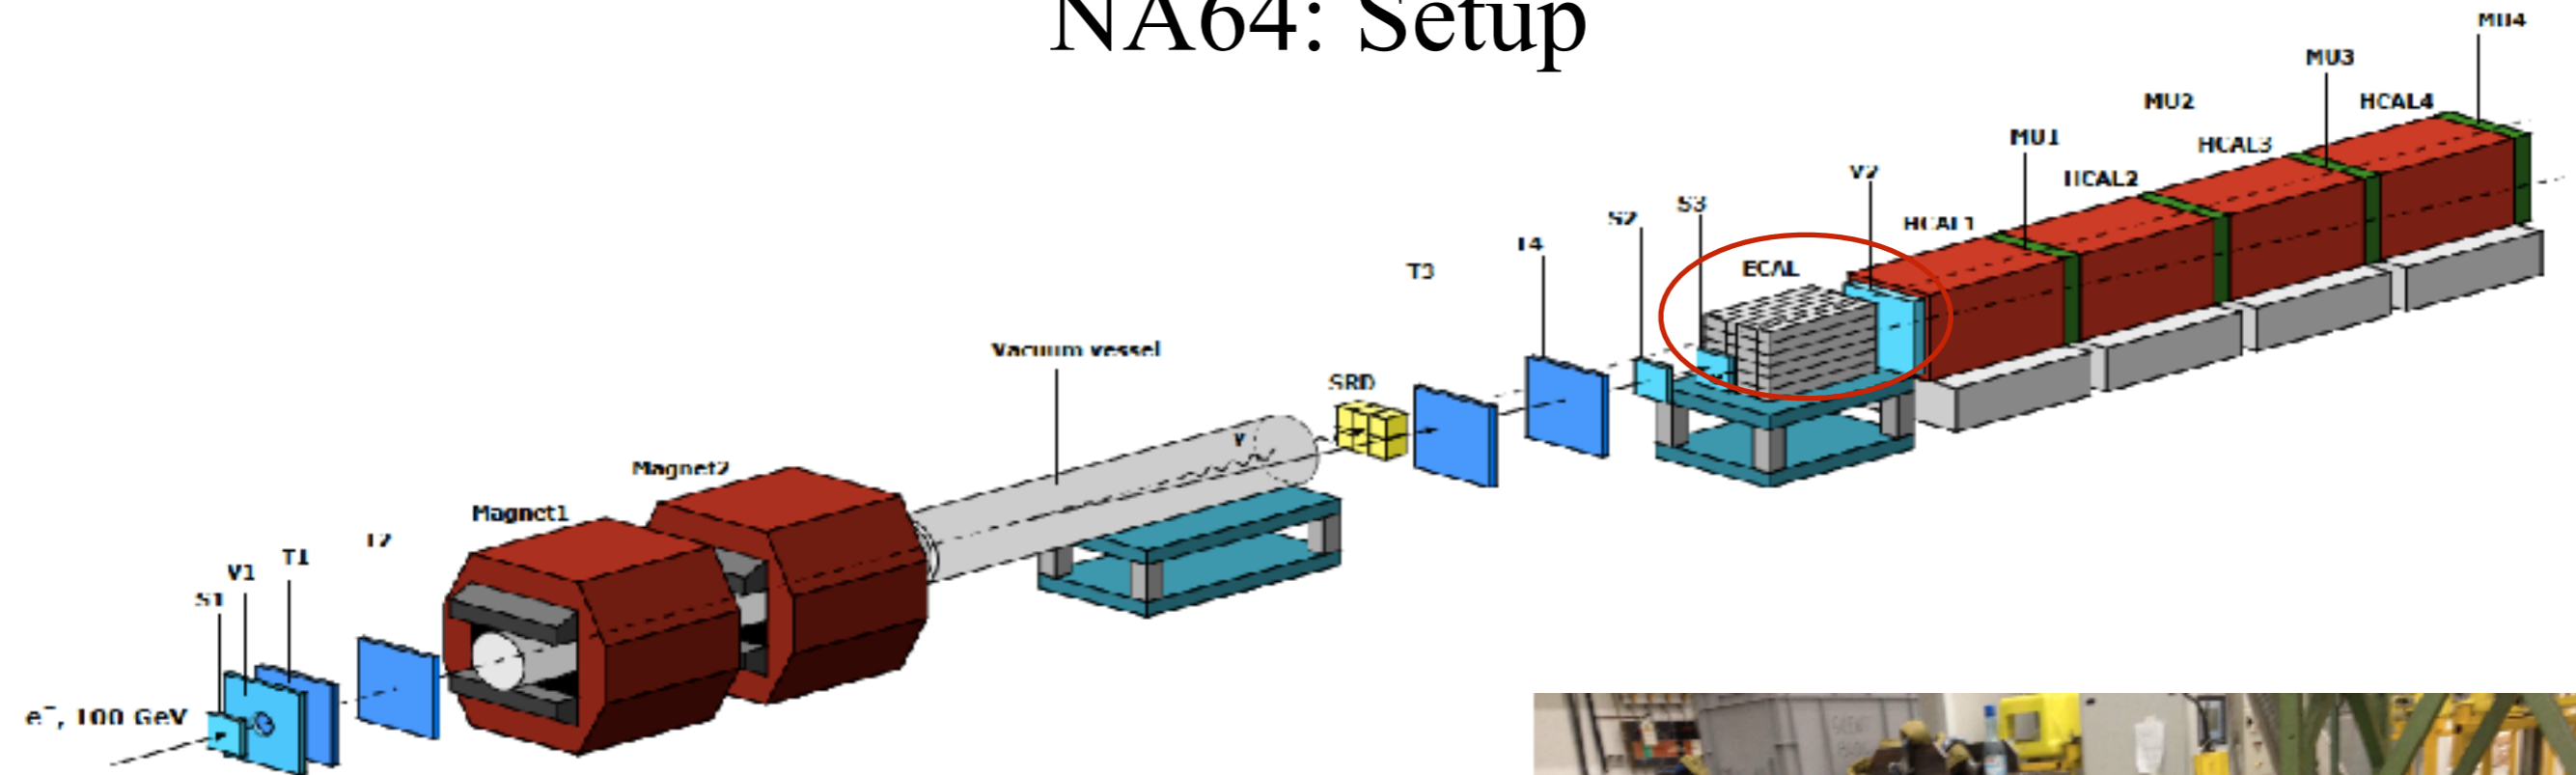 NA64: Setup
MU4
MU3
MU2
HCAL4
MU1
HCAL3
V2
HCAL2
S3
S2
HCAL1
T4
ECAL
T3
Vacuum vessel
SRD
γ
Magnet2
Magnet1
T2
T1
V1
S1
e⁻, 100 GeV